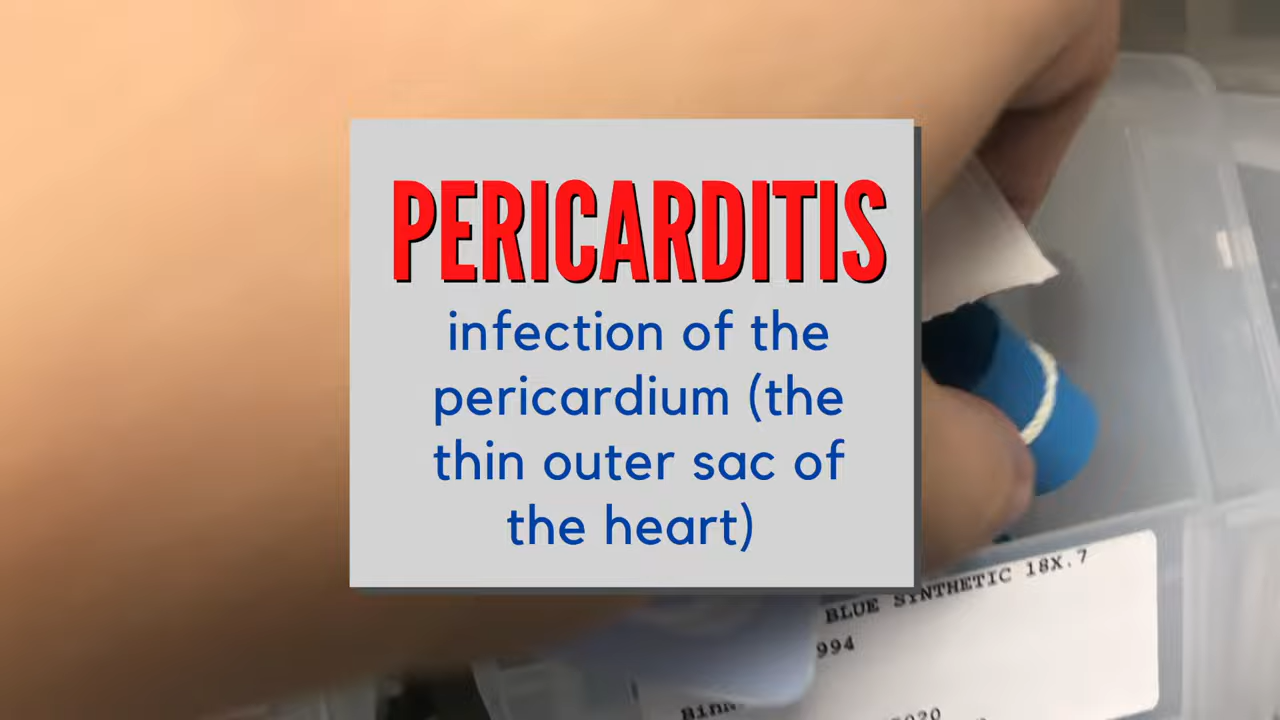 PERICARDITIS
infection of the
pericardium (the
thin outer sac of
the heart)
BLUE SYNTHETIC 18X.7
994